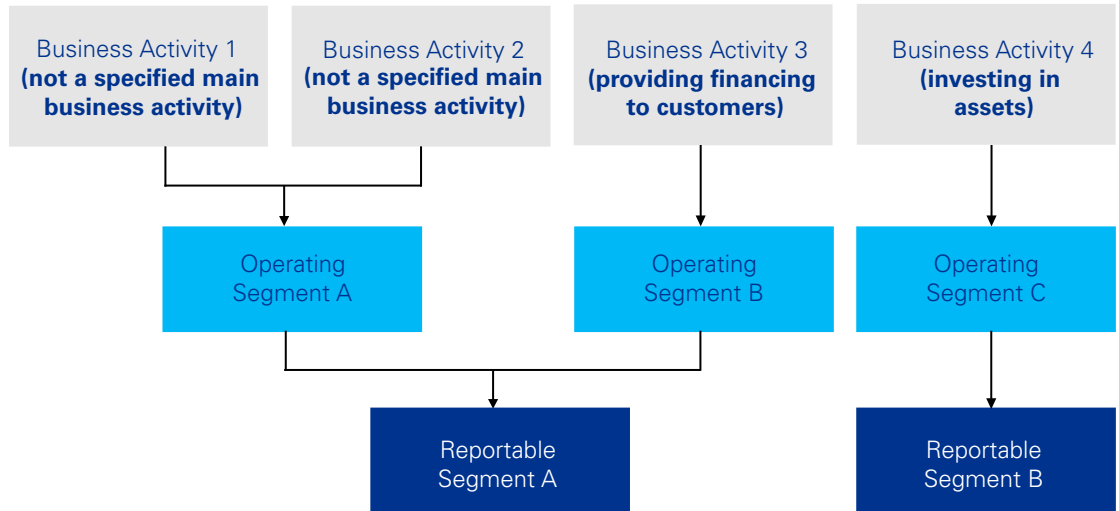 Business Activity 1
(not a specified main
business activity)
Business Activity 2
(not a specified main
business activity)
Business Activity 3
(providing financing
to customers)
Business Activity 4
(investing in
assets)
Operating
Segment A
Operating
Segment B
Operating
Segment C
Reportable
Segment A
Reportable
Segment B